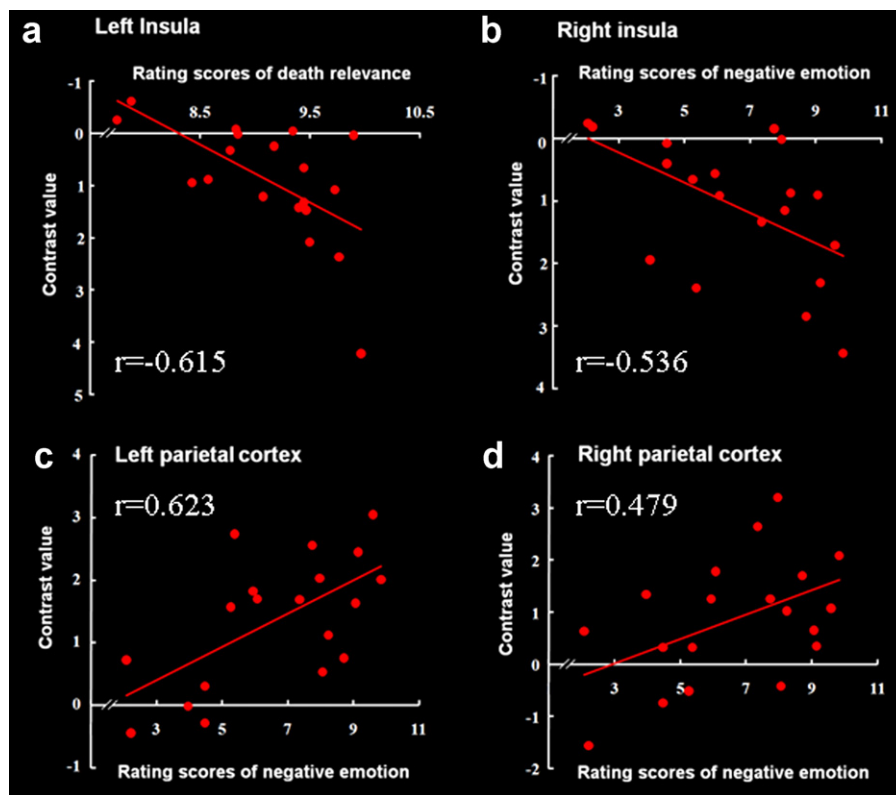 a Left Insula
Rating scores of death relevance
-1
8.5 9.5 10.5
0
1
2
3
4
5
Contrast value
r=-0.615
b Right insula
Rating scores of negative emotion
-1
3 5 7 9 11
0
1
2
3
4
Contrast value
r=-0.536
c Left parietal cortex
r=0.623
4
3
2
1
0
-1
3 5 7 9 11
Contrast value
Rating scores of negative emotion
d Right parietal cortex
r=0.479
4
3
2
1
0
-1
-2
3 5 7 9 11
Contrast value
Rating scores of negative emotion